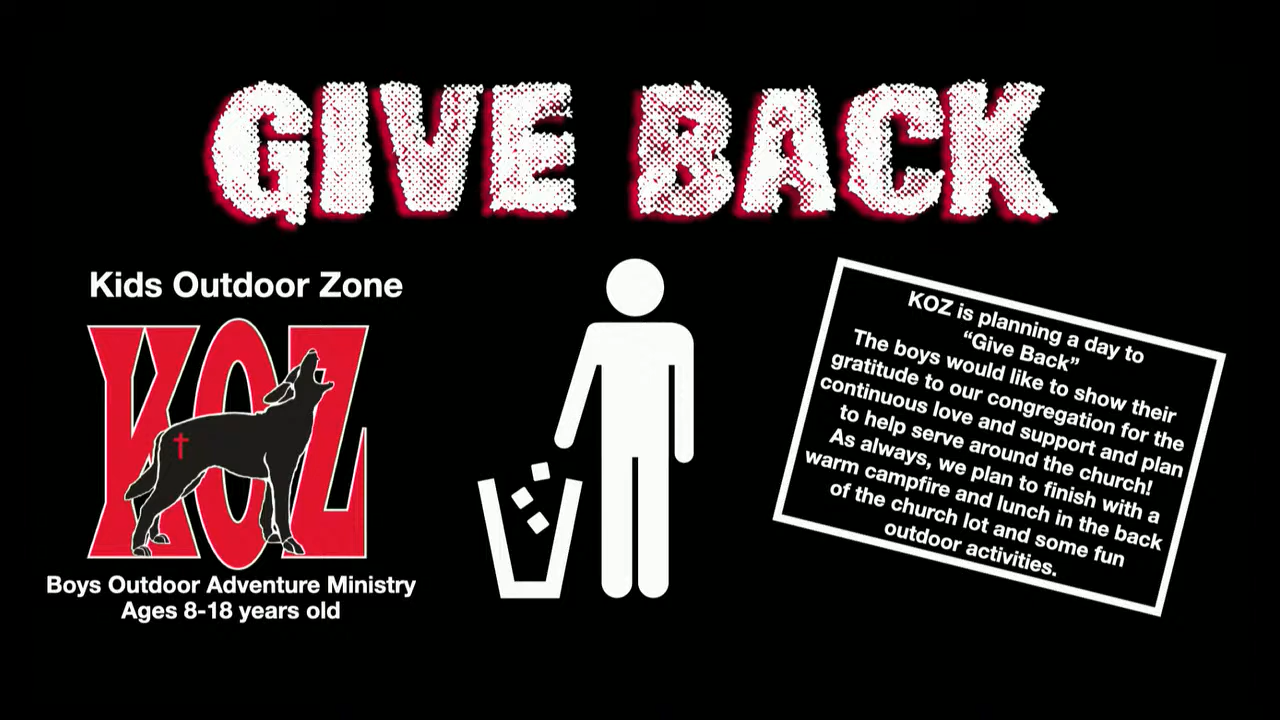 GIVE BACK
Kids Outdoor Zone
KOZ
Boys Outdoor Adventure Ministry
Ages 8-18 years old
KOZ is planning a day to
“Give Back”
The boys would like to show their
gratitude to our congregation for the
continuous love and support and plan
to help serve around the church!
As always, we plan to finish with a
warm campfire and lunch in the back
of the church lot and some fun
outdoor activities.